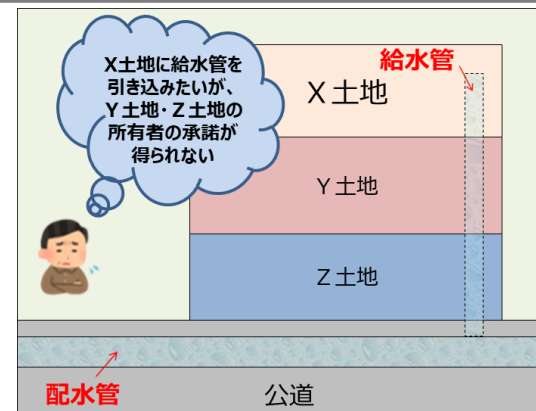 X土地に給水管を
引き込みたいが、
Y土地・Z土地の
所有者の承諾が
得られない
給水管
X土地
Y土地
Z土地
配水管
公道